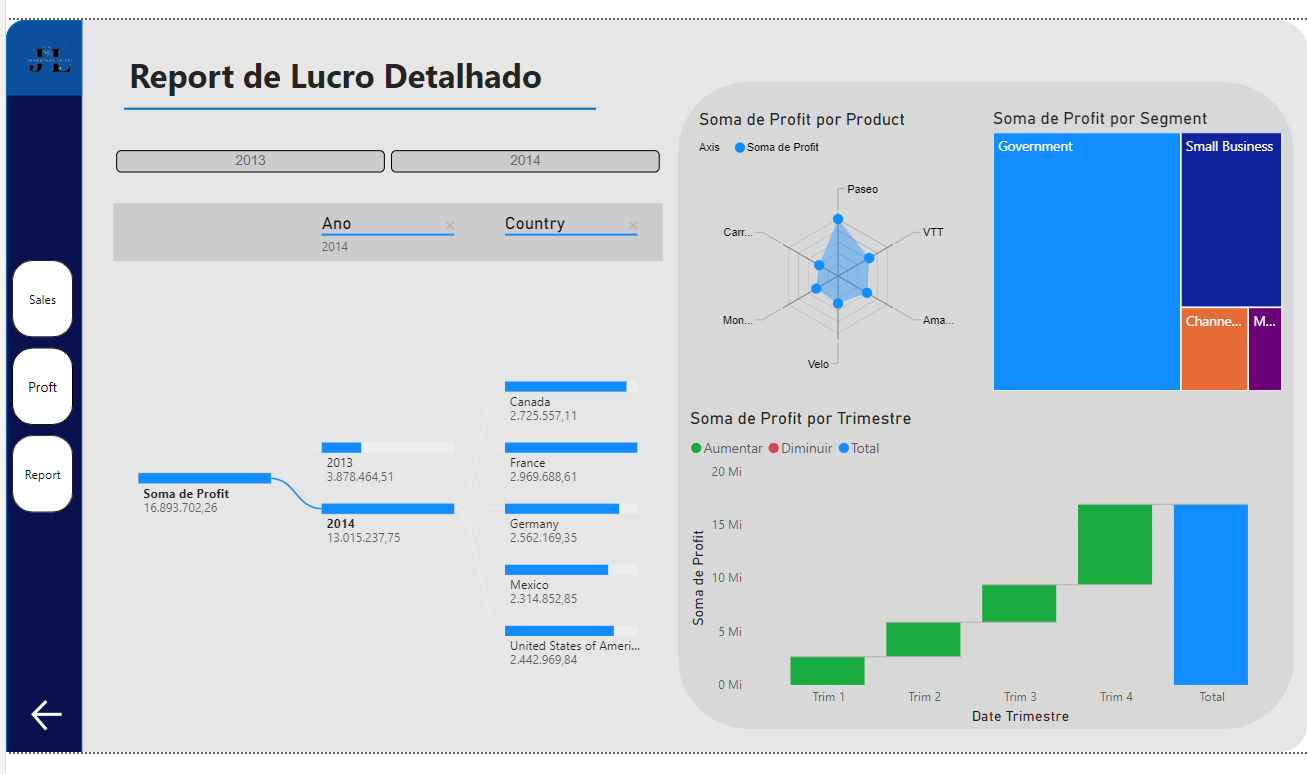 Report de Lucro Detalhado
2013
2014
Ano
2014
Country
Sales
Proft
Report
Soma de Profit
16.893.702,26
2013
3.878.464,51
2014
13.015.237,75
Canada
2.725.557,11
France
2.969.688,61
Germany
2.562.169,35
Mexico
2.314.852,85
United States of Ameri...
2.442.969,84
Soma de Profit por Product
Axis Soma de Profit
Paseo
VTT
Ama...
Velo
Mon...
Carr...
Soma de Profit por Segment
Government
Small Business
Channe...
M...
Soma de Profit por Trimestre
Aumentar Diminuir Total
Soma de Profit
20 Mi
15 Mi
10 Mi
5 Mi
0 Mi
Trim 1 Trim 2 Trim 3 Trim 4 Total
Date Trimestre